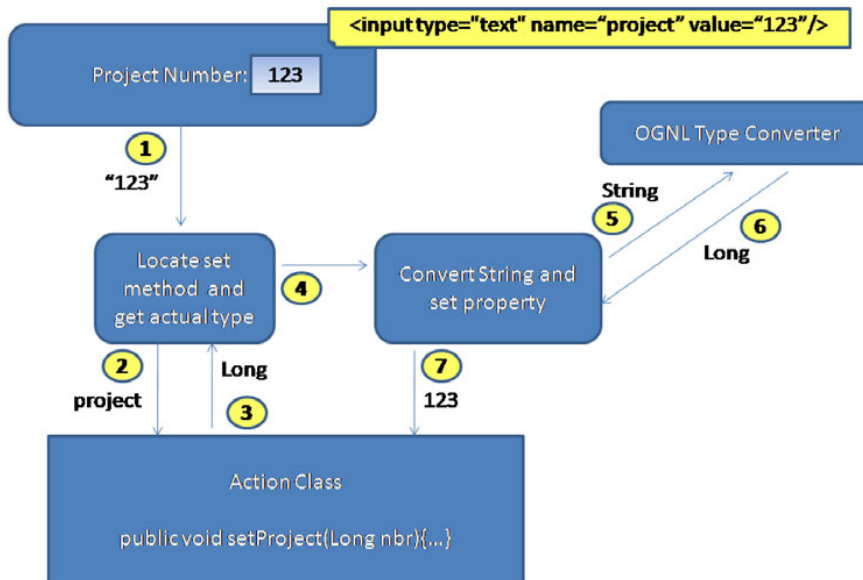 <input type="text" name=“project” value=“123”/>
Project Number: 123
1
“123”
OGNL Type Converter
String
5
6
Long
Locate set
method and
get actual type
4
Convert String and
set property
2
project
Long
3
7
123
Action Class
public void setProject(Long nbr){...}